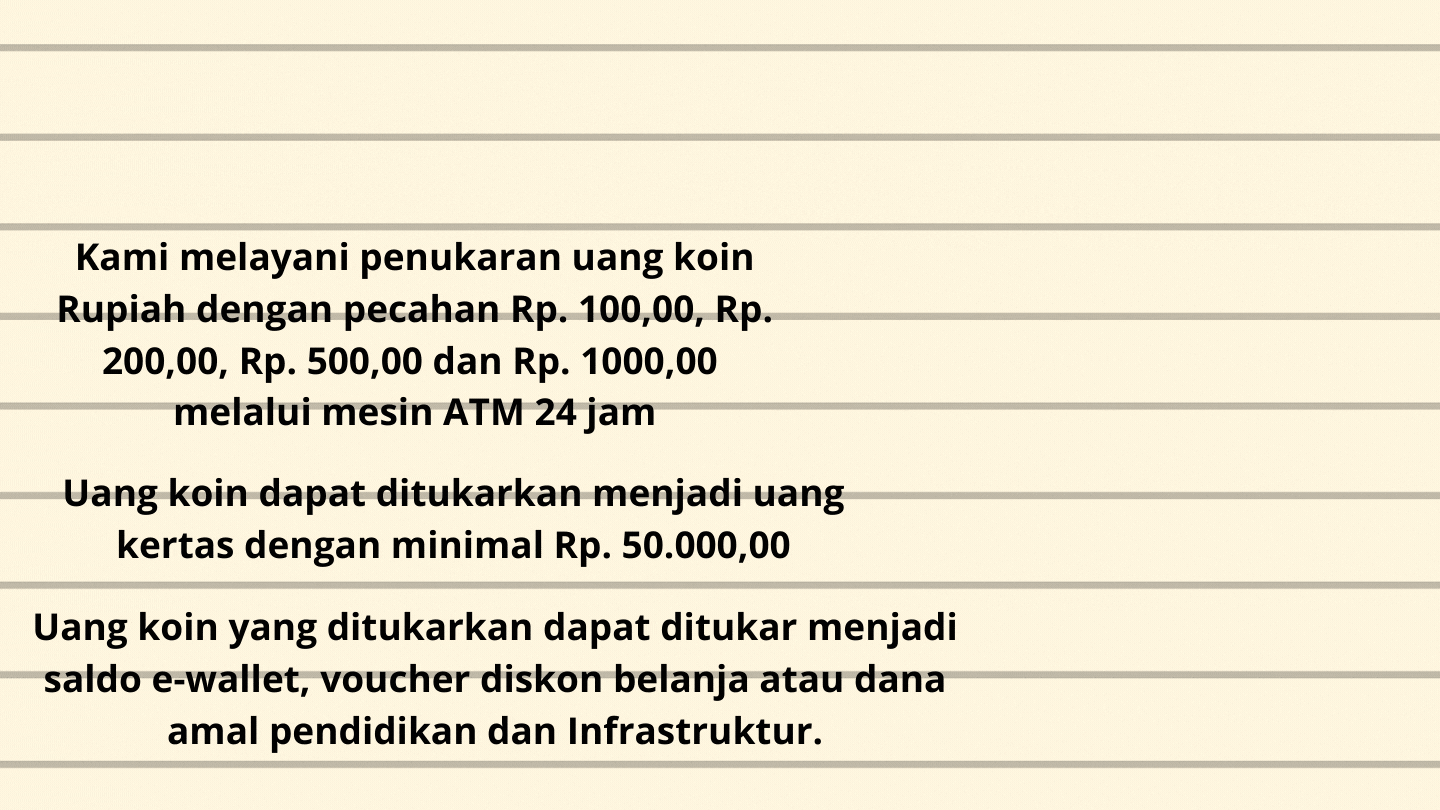 Kami melayani penukaran uang koin
Rupiah dengan pecahan Rp. 100,00, Rp.
200,00, Rp. 500,00 dan Rp. 1000,00
melalui mesin ATM 24 jam
Uang koin dapat ditukarkan menjadi uang
kertas dengan minimal Rp. 50.000,00
Uang koin yang ditukarkan dapat ditukar menjadi
saldo e-wallet, voucher diskon belanja atau dana
amal pendidikan dan Infrastruktur.